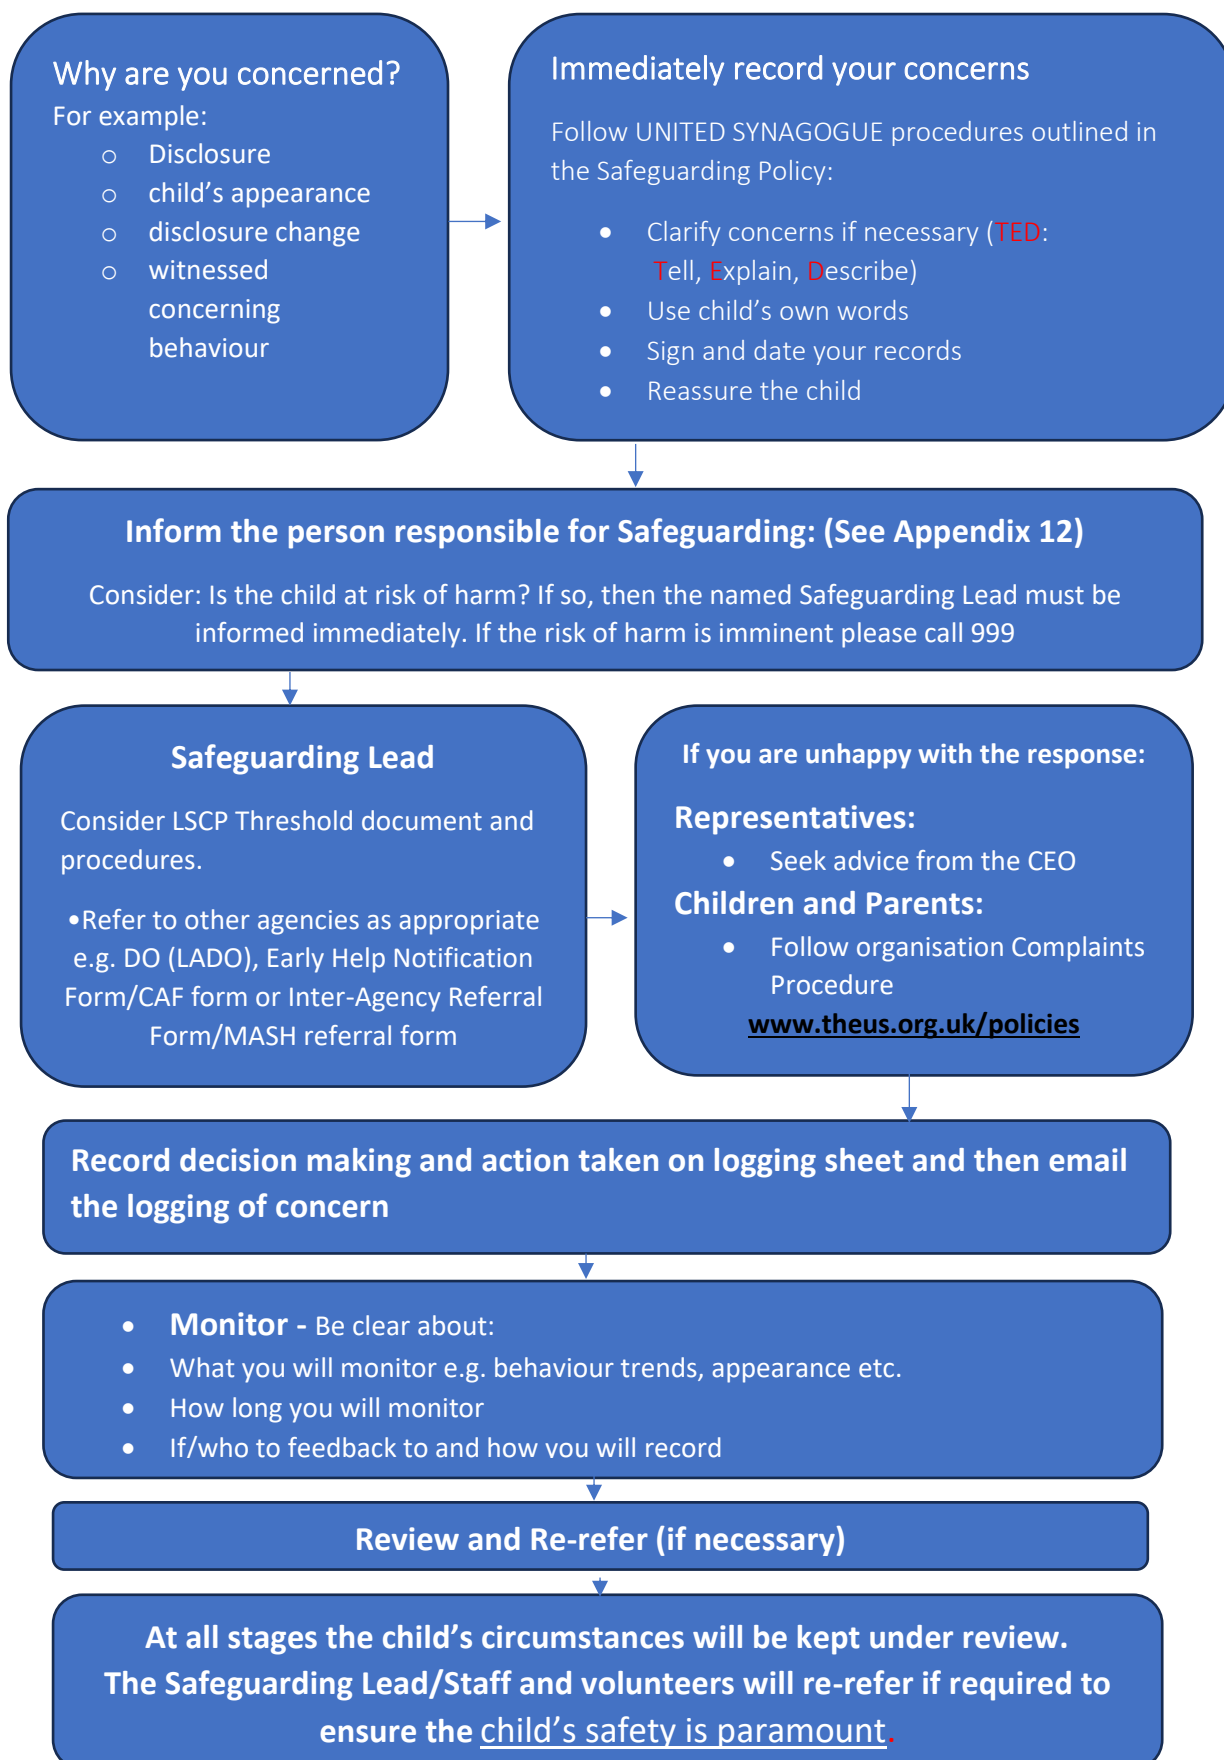 Why are you concerned?
For example:
o Disclosure
o child's appearance
o disclosure change
o witnessed
concerning
behaviour
Immediately record your concerns
Follow UNITED SYNAGOGUE procedures outlined in
the Safeguarding Policy:
• Clarify concerns if necessary (TED:
Tell, Explain, Describe)
• Use child's own words
• Sign and date your records
• Reassure the child
Inform the person responsible for Safeguarding: (See Appendix 12)
Consider: Is the child at risk of harm? If so, then the named Safeguarding Lead must be
informed immediately. If the risk of harm is imminent please call 999
Safeguarding Lead
Consider LSCP Threshold document and
procedures.
•Refer to other agencies as appropriate
e.g. DO (LADO), Early Help Notification
Form/CAF form or Inter-Agency Referral
Form/MASH referral form
If you are unhappy with the response:
Representatives:
• Seek advice from the CEO
Children and Parents:
• Follow organisation Complaints
Procedure
www.theus.org.uk/policies
Record decision making and action taken on logging sheet and then email
the logging of concern
• Monitor - Be clear about:
• What you will monitor e.g. behaviour trends, appearance etc.
• How long you will monitor
• If/who to feedback to and how you will record
Review and Re-refer (if necessary)
At all stages the child's circumstances will be kept under review.
The Safeguarding Lead/Staff and volunteers will re-refer if required to
ensure the child's safety is paramount.